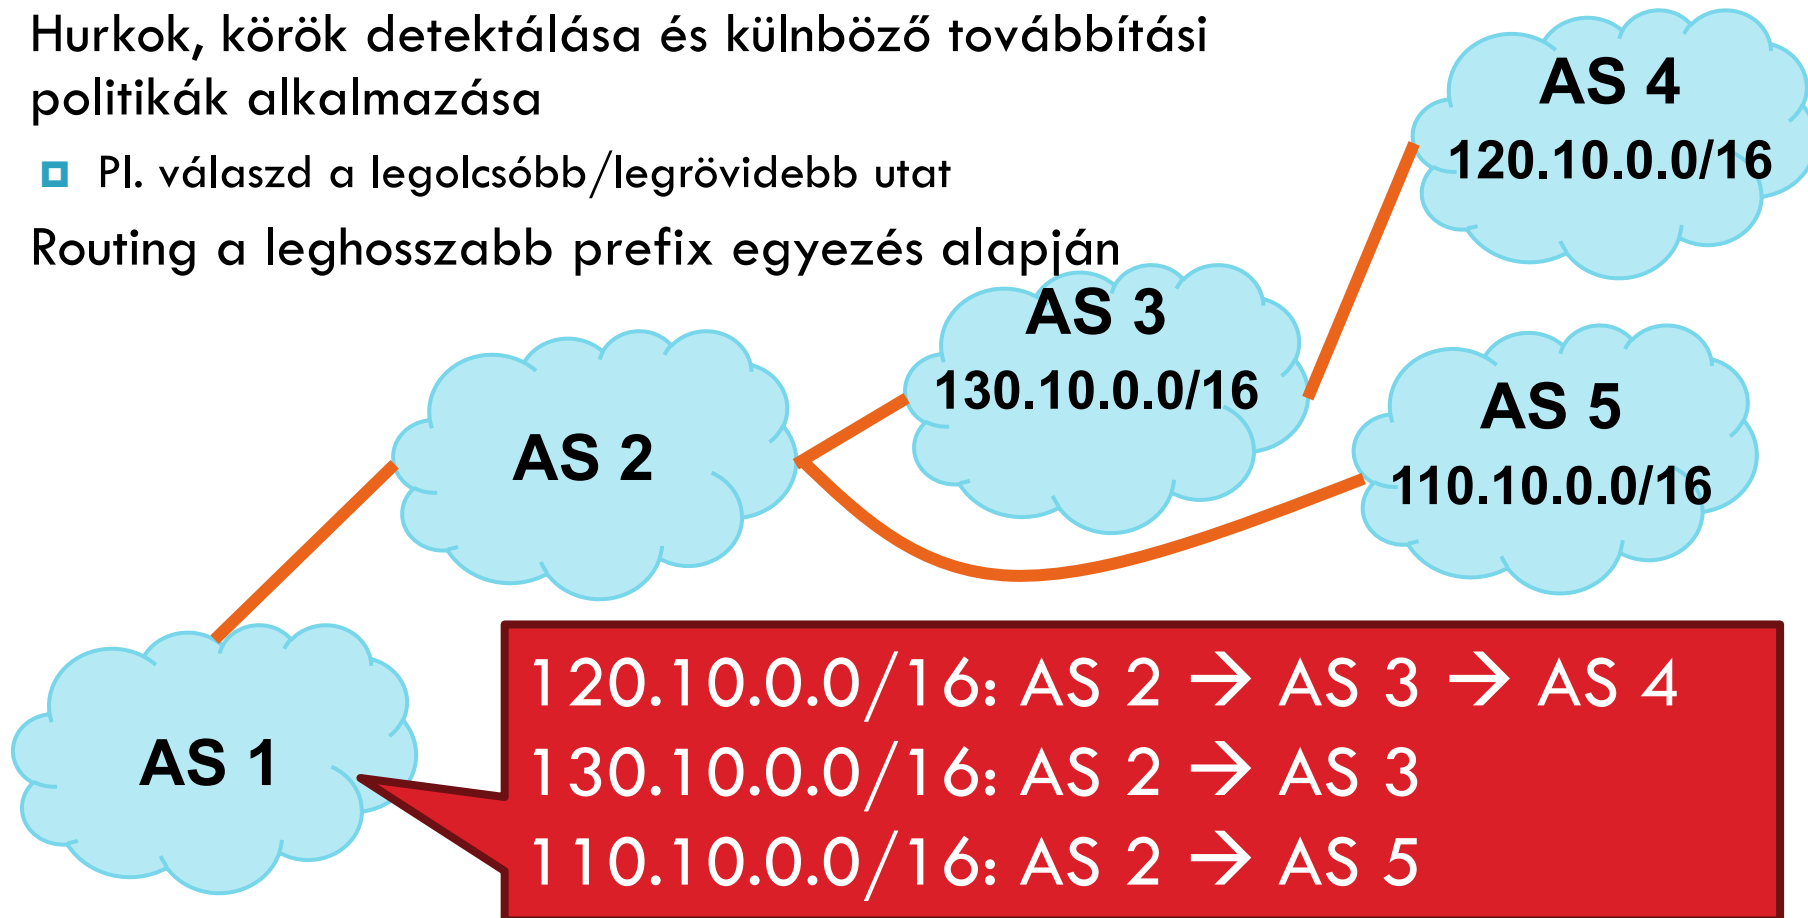 Hurkok, körök detektálása és külnböző továbbítási
politikák alkalmazása
Pl. válaszd a legolcsóbb/legrövidebb utat
Routing a leghosszabb prefix egyezés alapján
AS 4
120.10.0.0/16
AS 3
130.10.0.0/16
AS 5
110.10.0.0/16
AS 2
AS 1
120.10.0.0/16: AS 2 → AS 3 → AS 4
130.10.0.0/16: AS 2 → AS 3
110.10.0.0/16: AS 2 → AS 5